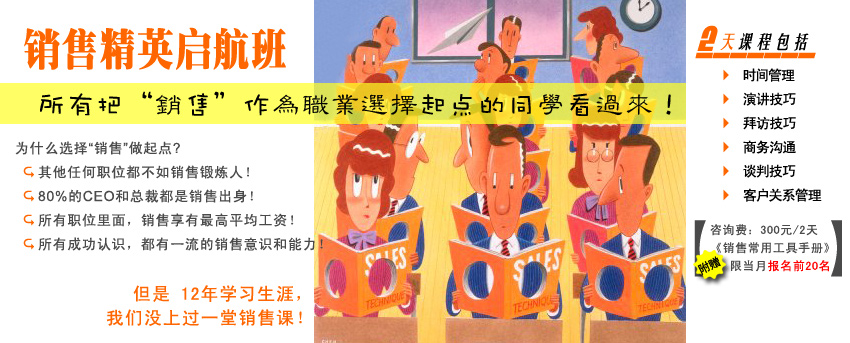 销售精英启航班
所有把“銷售”作為職業選擇起点的同學看過來！
为什么选择“销售”做起点?
其他任何职位都不如销售锻炼人！
80%的CEO和总裁都是销售出身！
所有职位里面，销售享有最高平均工资！
所有成功认识，都有一流的销售意识和能力！
但是 12年学习生涯，
我们没上过一堂销售课！
SALES
TECHNIQUE
SALES
TECHNIQUE
SALES
TECHNIQUE
2天课程包括
时间管理
演讲技巧
拜访技巧
商务沟通
谈判技巧
客户关系管理
咨询费：300元/2天
附赠
《销售常用工具手册》
限当月报名前20名